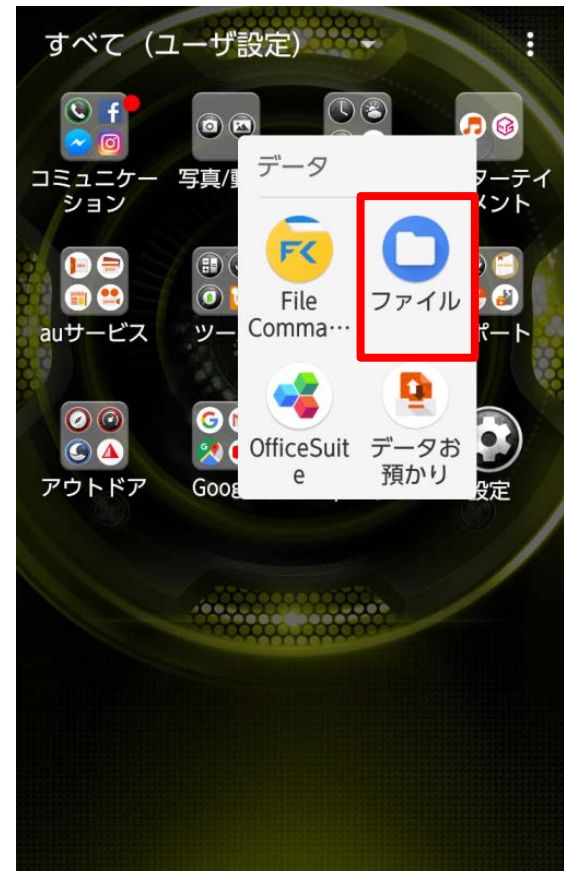 すべて（ユーザ設定）
データ
コミュニケー
ション
写真/
ターテイ
メント
File
Comma…
ファイル
auサービス
ツー
ポート
OfficeSuit
e
データお
預かり
アウトドア
Goog
設定